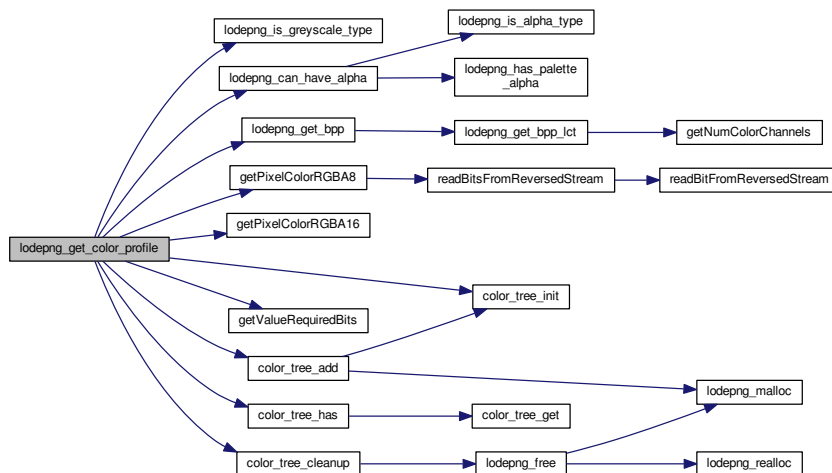 lodepng_is_greyscale_type
lodepng_is_alpha_type
lodepng_can_have_alpha
lodepng_has_palette
_alpha
lodepng_get_bpp
lodepng_get_bpp_lct
getNumColorChannels
getPixelColorRGBA8
readBitsFromReversedStream
readBitFromReversedStream
getPixelColorRGBA16
lodepng_get_color_profile
color_tree_init
getValueRequiredBits
color_tree_add
lodepng_malloc
color_tree_has
color_tree_get
color_tree_cleanup
lodepng_free
lodepng_realloc